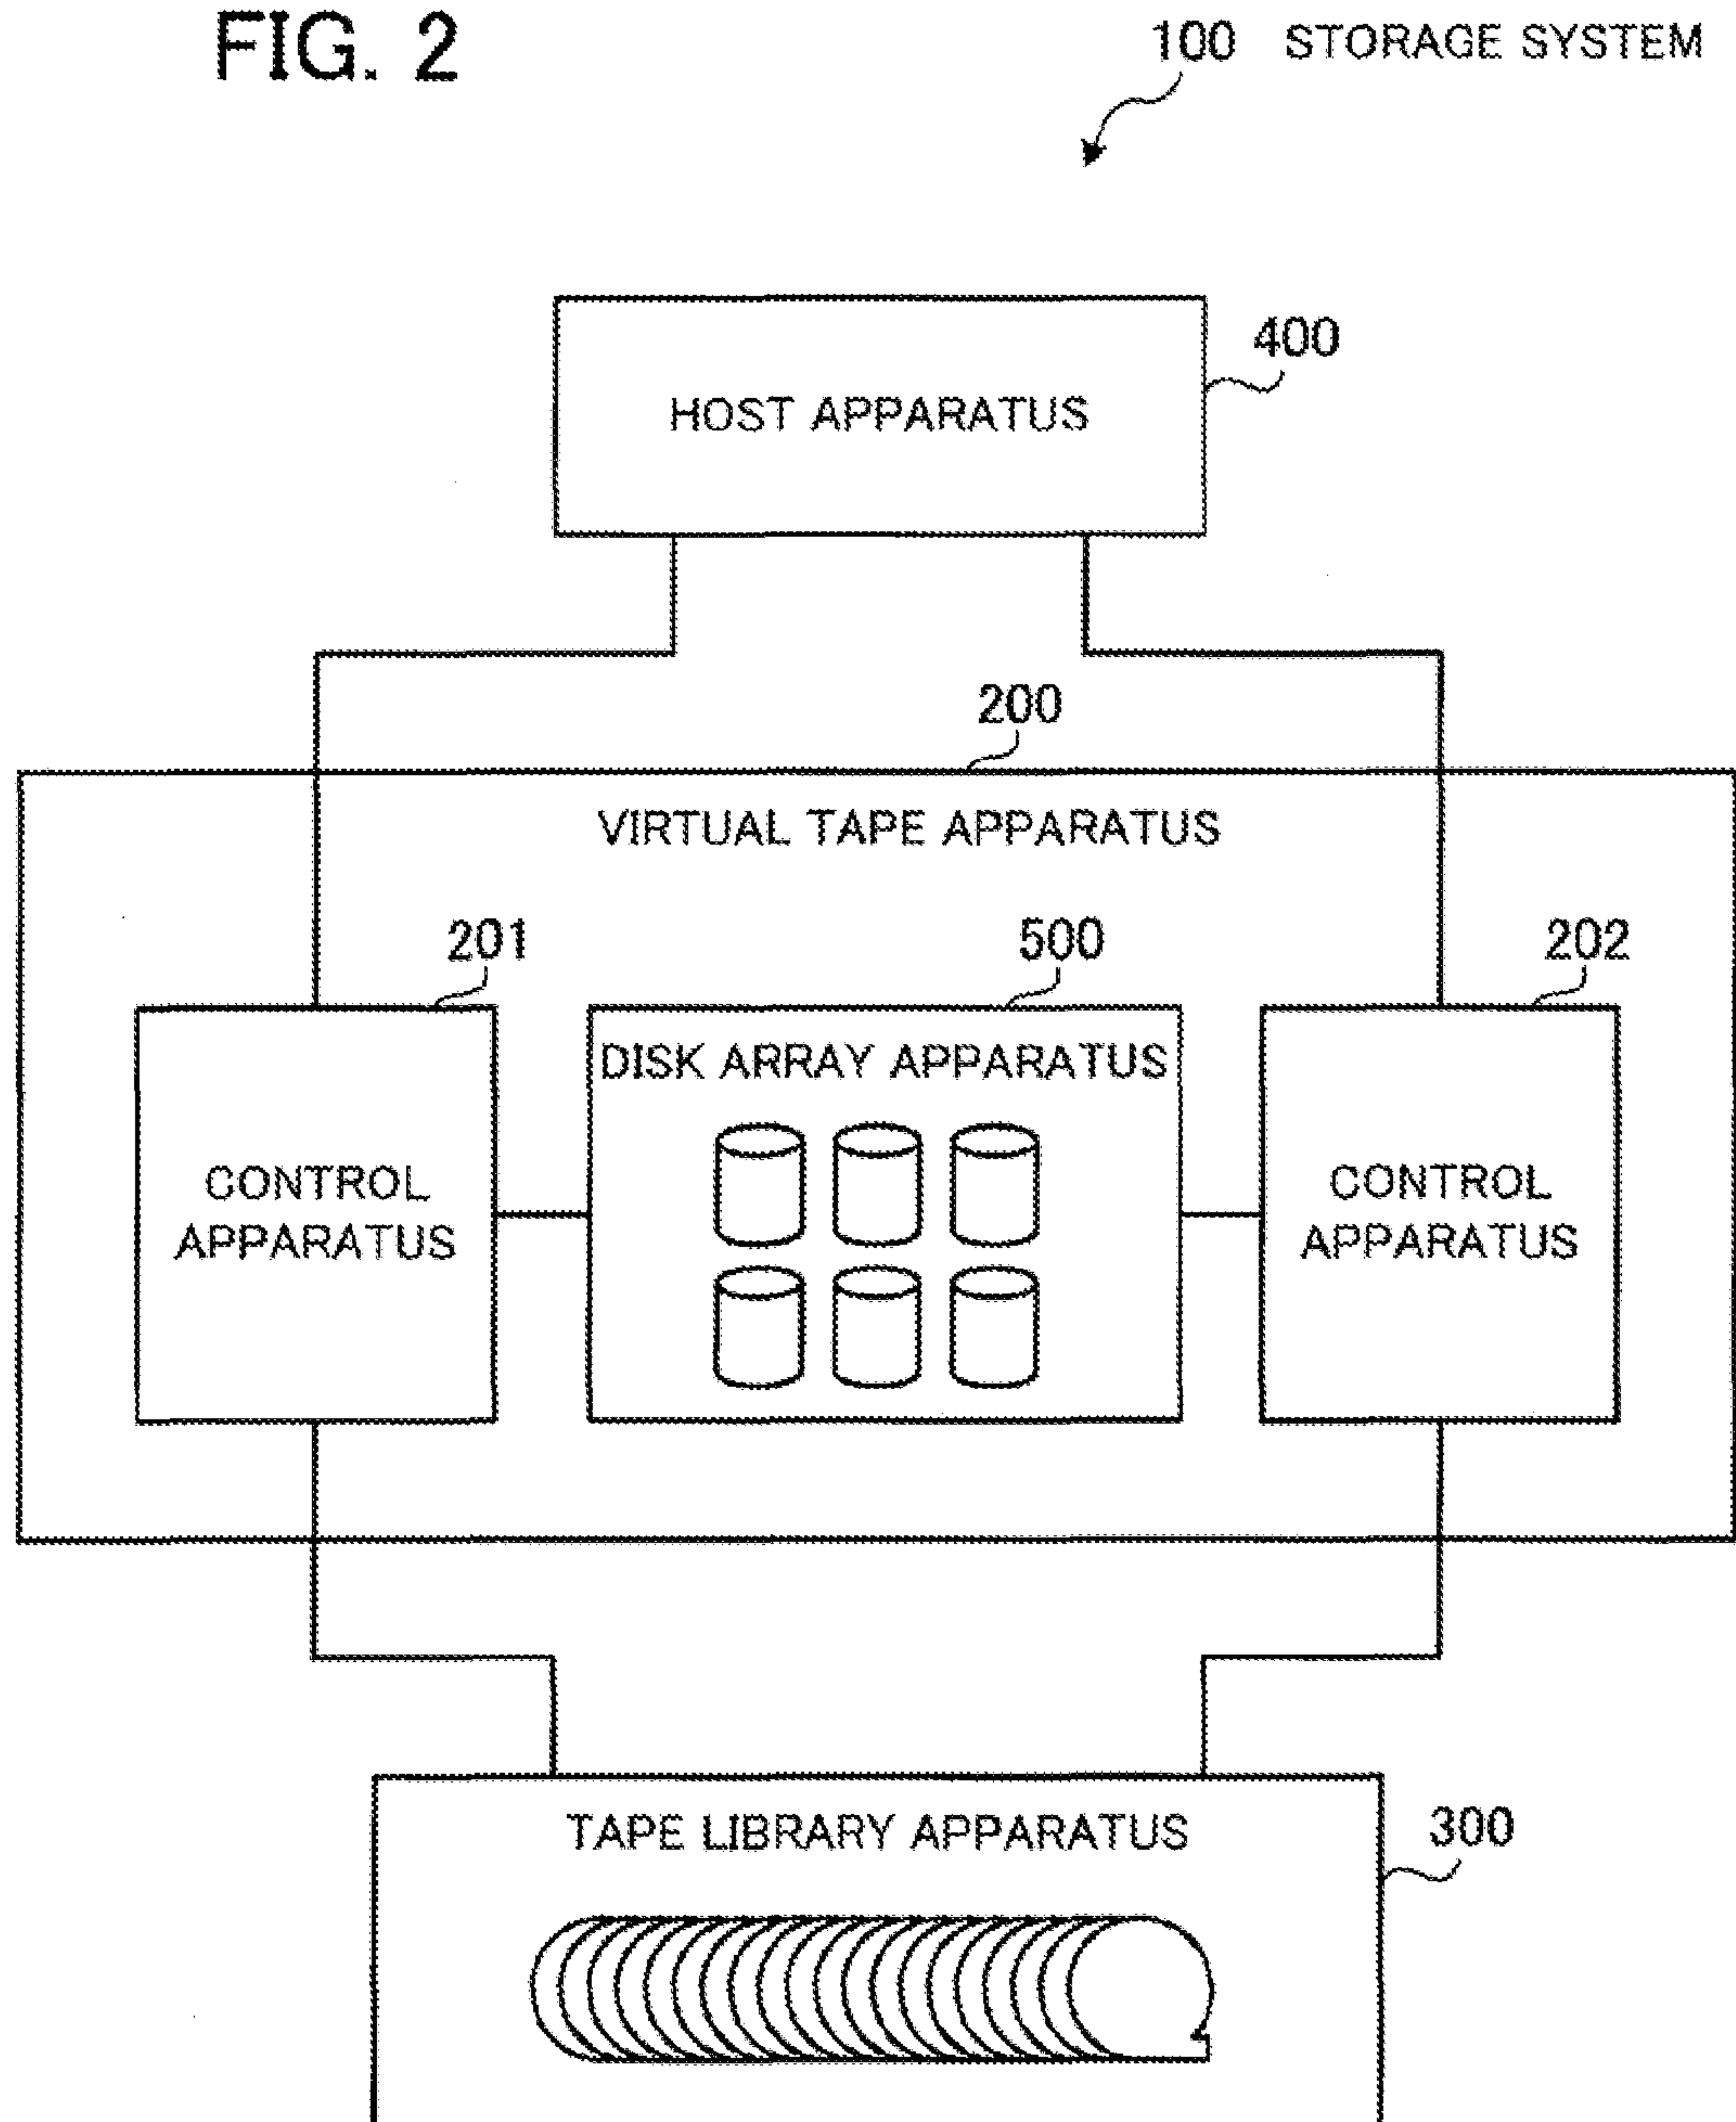 FIG. 2
100 STORAGE SYSTEM
400
HOST APPARATUS
200
VIRTUAL TAPE APPARATUS
201
500
202
DISK ARRAY APPARATUS
CONTROL
APPARATUS
CONTROL
APPARATUS
TAPE LIBRARY APPARATUS
300